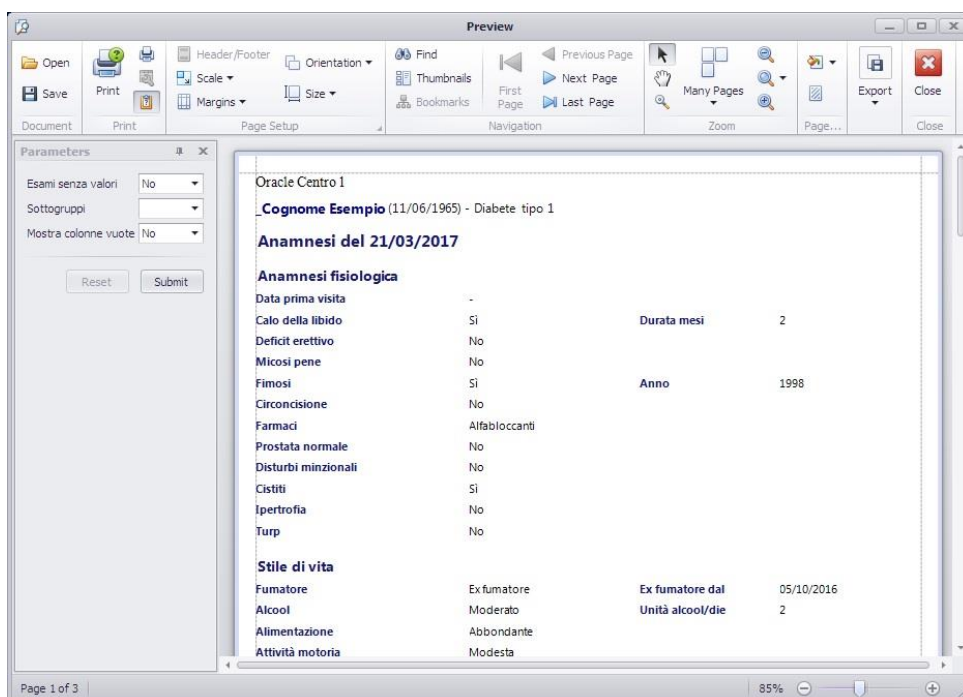 Preview
Open
Save
Document
Print
Print
Header/Footer
Scale
Margins
Orientation
Size
Page Setup
Find
Thumbnails
Bookmarks
First
Page
Previous Page
Next Page
Last Page
Navigation
Many Pages
Zoom
Page...
Export
Close
Close
Parameters
Esami senza valori No
Sottogruppi
Mostra colonne vuote No
Reset Submit
Oracle Centro 1
_Cognome Esempio (11/06/1965) - Diabete tipo 1
Anamnesi del 21/03/2017
Anamnesi fisiologica
Data prima visita -
Calo della libido Sì Durata mesi 2
Deficit erettivo No
Micosi pene No
Fimosi Sì Anno 1998
Circoncisione No
Farmaci Alfabloccanti
Prostata normale No
Disturbi minzionali No
Cistiti Sì
Ipertrofia No
Turp No
Stile di vita
Fumatore Ex fumatore Ex fumatore dal 05/10/2016
Alcool Moderato Unità alcool/die 2
Alimentazione Abbondante
Attività motoria Modesta
Page 1 of 3 85%